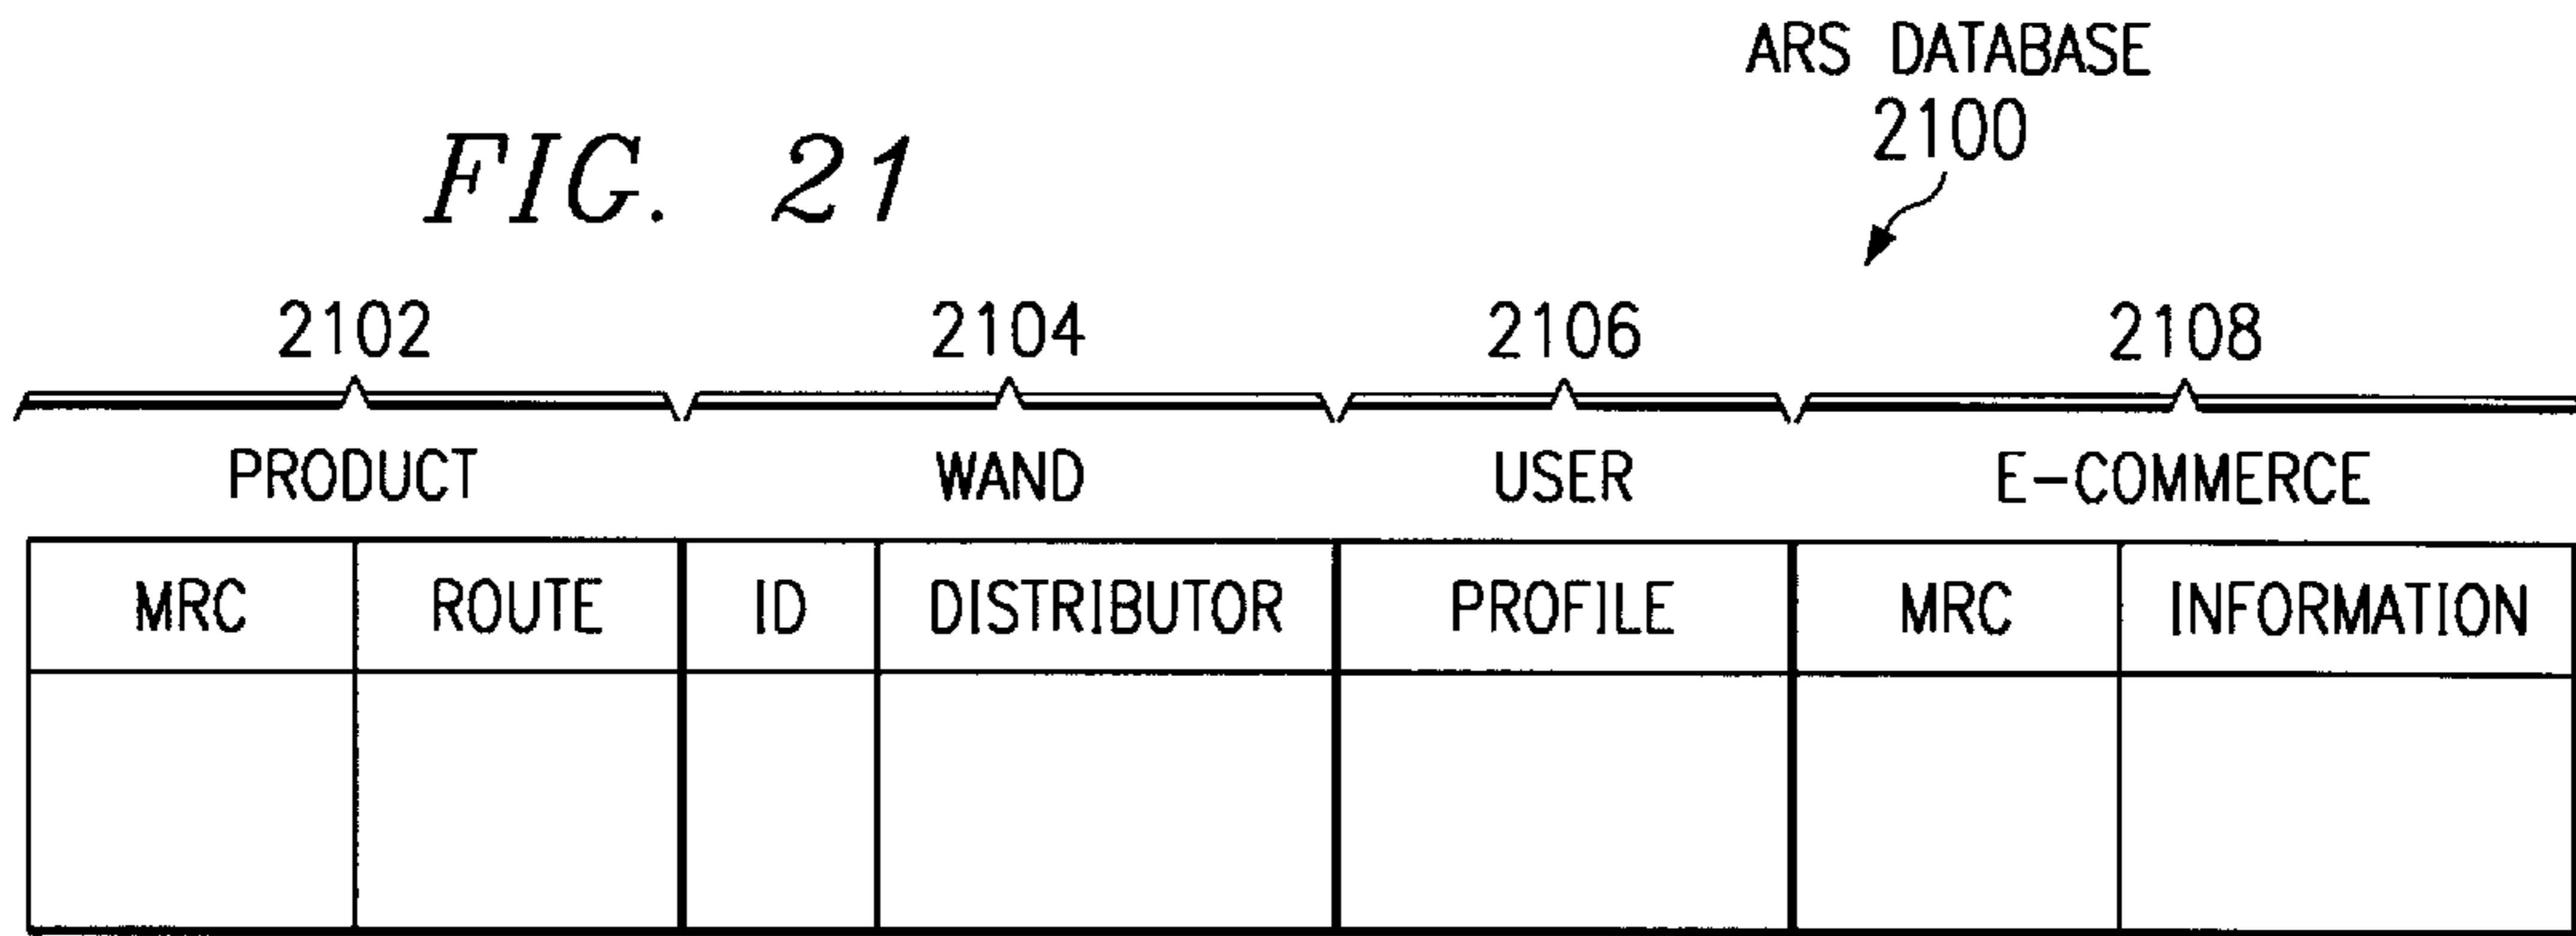 ARS DATABASE
2100
FIG. 21
2102 2104 2106 2108
PRODUCT WAND USER E-COMMERCE
MRC ROUTE ID DISTRIBUTOR PROFILE MRC INFORMATION